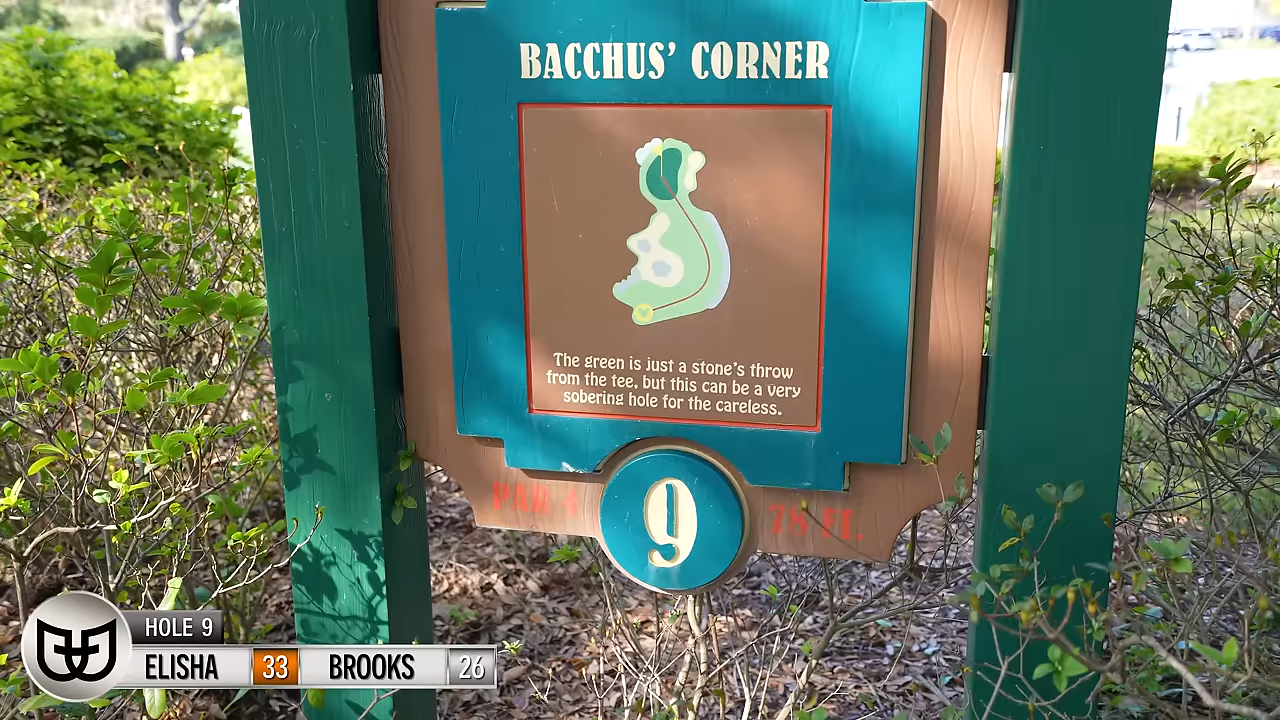 BACCHUS' CORNER
The green is just a stone's throw
from the tee, but this can be a very
sobering hole for the careless.
PAR 4
9
78 FT.
HOLE 9
ELISHA 33 BROOKS 26